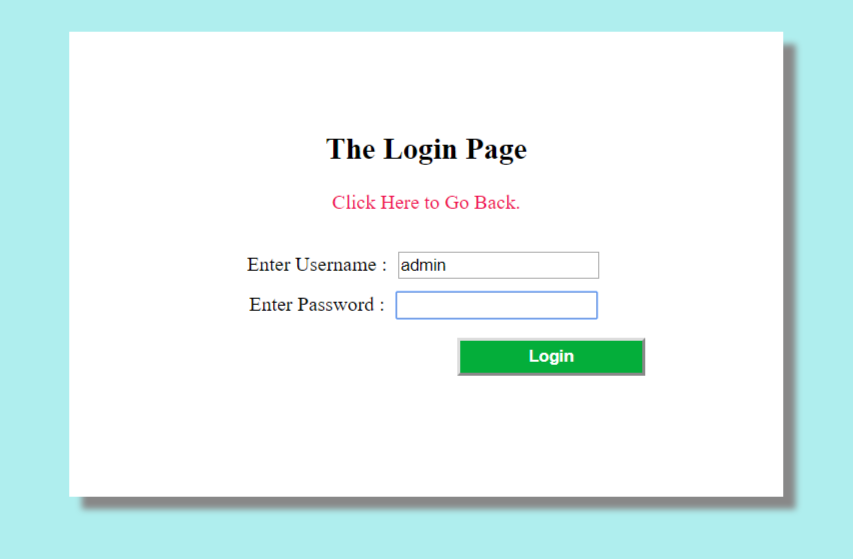 The Login Page
Click Here to Go Back.
Enter Username : admin
Enter Password :
Login